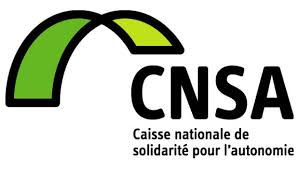 CNSA
Caisse nationale de
solidarité pour l'autonomie